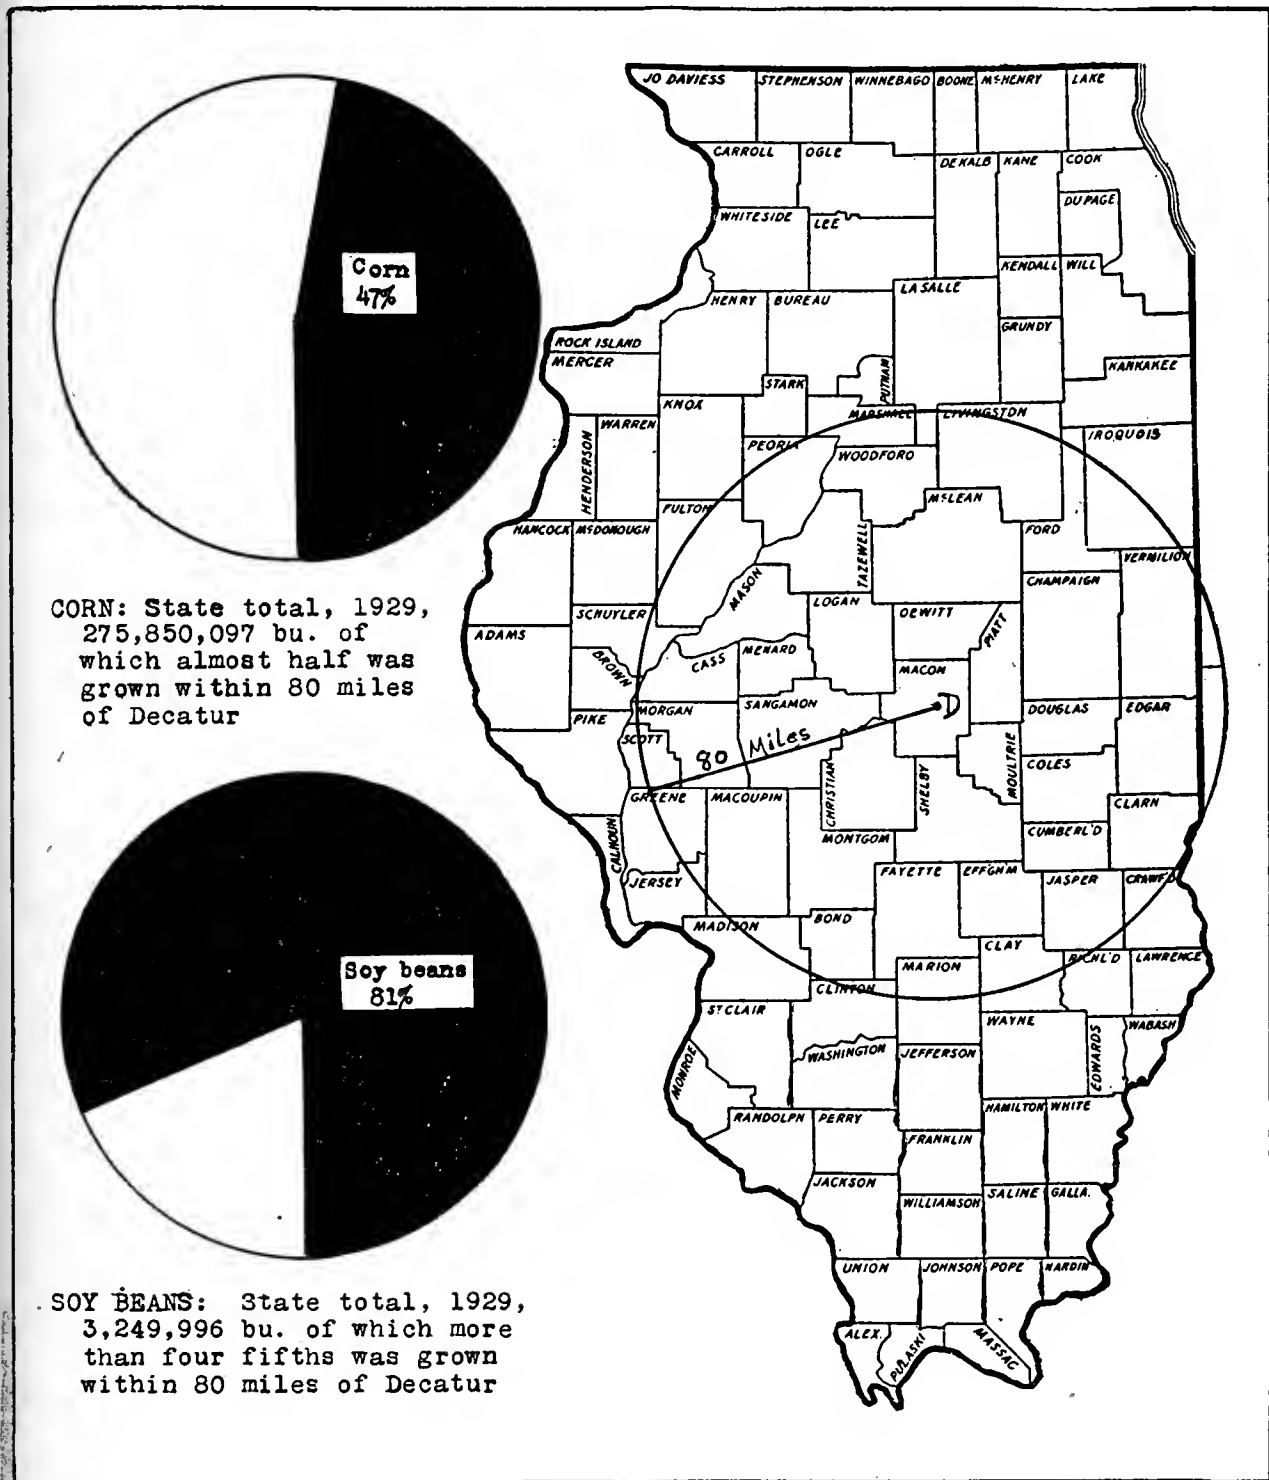 Corn
47%
CORN: State total, 1929,
275,850,097 bu. of
which almost half was
grown within 80 miles
of Decatur
Soy beans
81%
SOY BEANS: State total, 1929,
3,249,996 bu. of which more
than four fifths was grown
within 80 miles of Decatur
JO DAVIESS
STEPHENSON
WINNEBAGO
BOONE
McHENRY
LAKE
CARROLL
OGLE
DE KALB
KANE
COOK
DU PAGE
WHITESIDE
LEE
KENDALL
WILL
LA SALLE
HENRY
BUREAU
GRUNDY
ROCK ISLAND
MERCER
PUTNAM
KANKAKEE
STARK
KNOX
MARSHALL
LIVINGSTON
WARREN
HENDERSON
PEORIA
WOODFORD
IROQUOIS
McLEAN
FULTON
HANCOCK
McDONOUGH
TAZEWELL
FORD
VERMILION
MASON
CHAMPAIGN
SCHUYLER
LOGAN
DEWITT
PIATT
ADAMS
BROWN
CASS
MENARD
MACON
PIKE
MORGAN
SANGAMON
D
DOUGLAS
EDGAR
SCOTT
80 Miles
MOULTRIE
COLES
GREENE
MACOUPIN
CHRISTIAN
SHELBY
CLARN
CALHOUN
MONTGOM
CUMBERL'D
JERSEY
FAYETTE
EFFGHM
JASPER
CRAWF'D
MADISON
BOND
CLAY
MARION
RICHL'D
LAWRENCE
CLINTON
ST CLAIR
WAYNE
EDWARDS
WABASH
MONROE
WASHINGTON
JEFFERSON
RANDOLPH
PERRY
HAMILTON
WHITE
FRANKLIN
JACKSON
WILLIAMSON
SALINE
GALLA.
UNION
JOHNSON
POPE
HARDIN
ALEX.
PULASKI
MASSAC